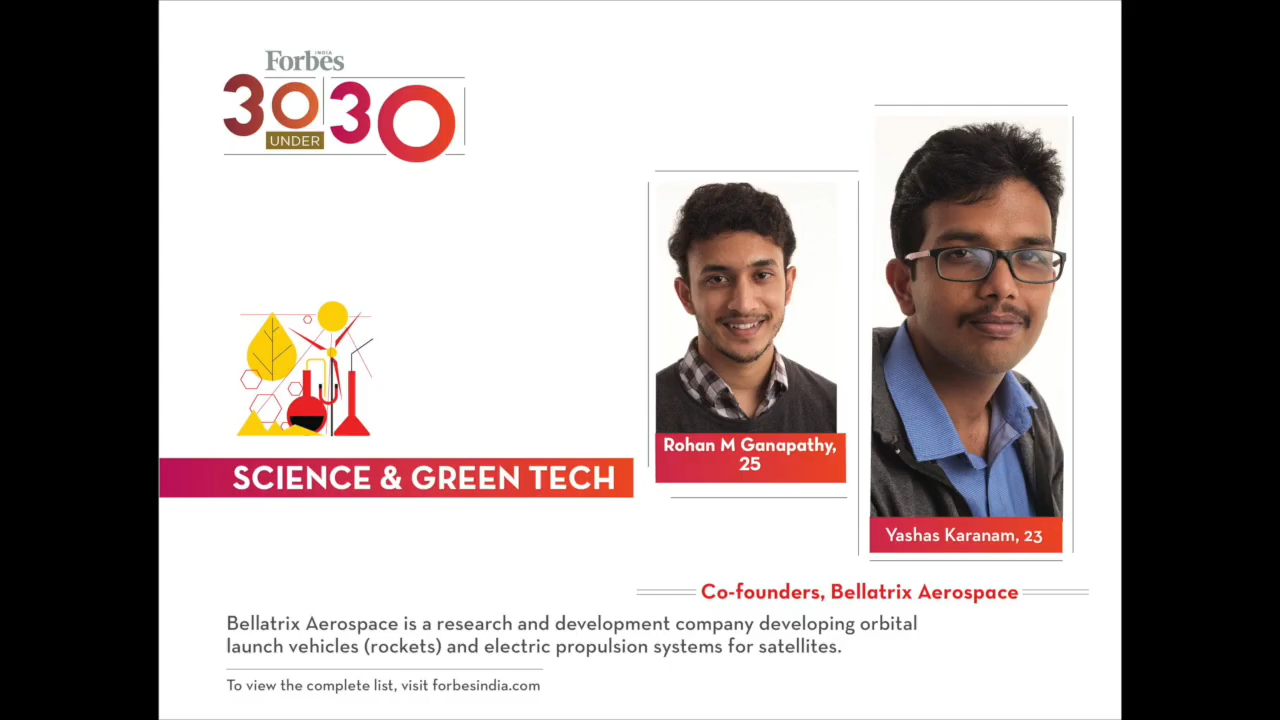 Forbes
INDIA
30 UNDER 30
Rohan M Ganapathy,
25
SCIENCE & GREEN TECH
Yashas Karanam, 23
Co-founders, Bellatrix Aerospace
Bellatrix Aerospace is a research and development company developing orbital
launch vehicles (rockets) and electric propulsion systems for satellites.
To view the complete list, visit forbesindia.com